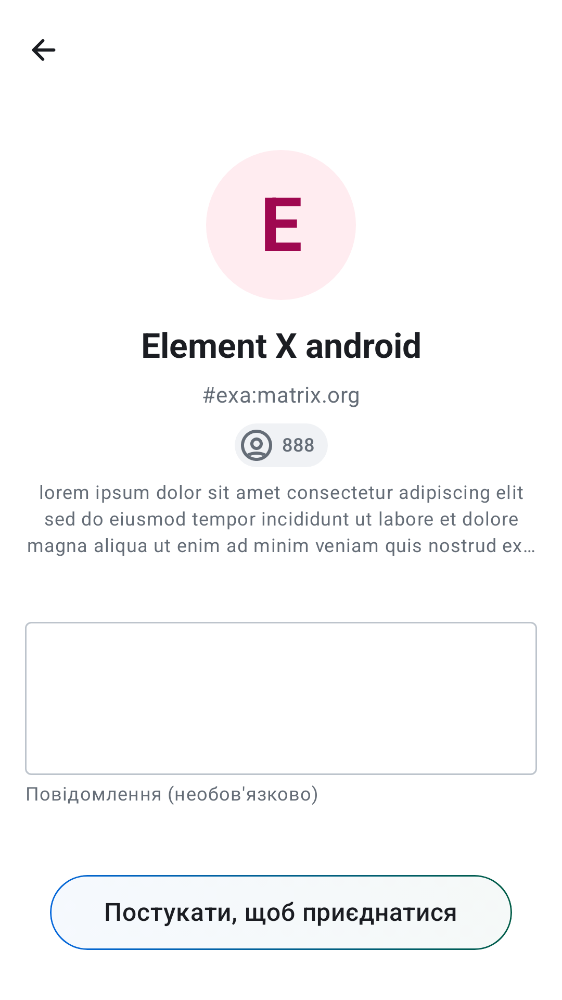 E
Element X android
#exa:matrix.org
888
lorem ipsum dolor sit amet consectetur adipiscing elit
sed do eiusmod tempor incididunt ut labore et dolore
magna aliqua ut enim ad minim veniam quis nostrud ex…
Повідомлення (необов'язково)
Постукати, щоб приєднатися